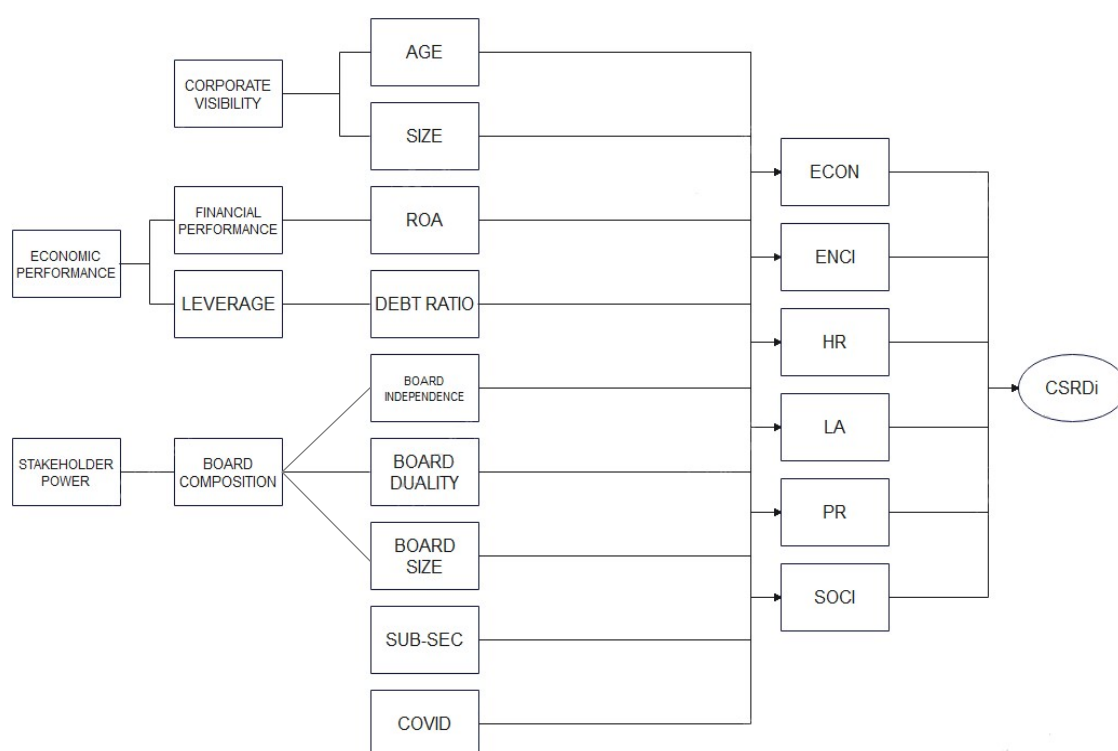 AGE
CORPORATE
VISIBILITY
SIZE
ECON
FINANCIAL
PERFORMANCE
ROA
ECONOMIC
PERFORMANCE
ENCI
LEVERAGE
DEBT RATIO
HR
BOARD
INDEPENDENCE
CSRDi
LA
STAKEHOLDER
POWER
BOARD
COMPOSITION
BOARD
DUALITY
PR
BOARD
SIZE
SOCI
SUB-SEC
COVID